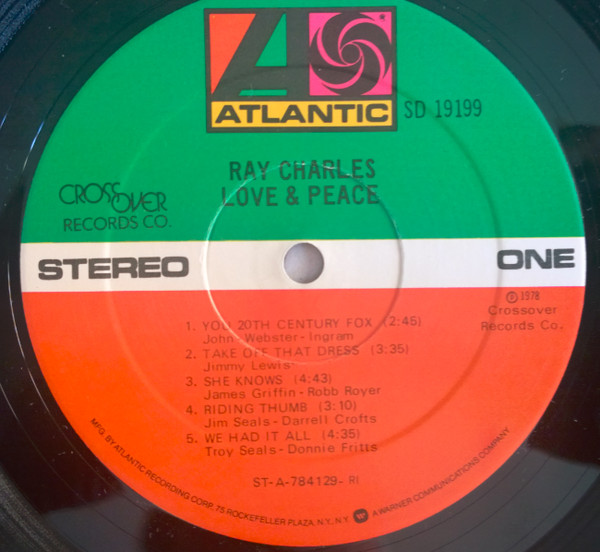 ATLANTIC
SD 19199
RAY CHARLES
LOVE & PEACE
CROSSOVER
RECORDS CO.
STEREO
ONE
℗ 1978
Crossover
Records Co.
1. YOU 20TH CENTURY FOX (2:45)
John - Webster - Ingram
2. TAKE OFF THAT DRESS (3:35)
Jimmy Lewis
3. SHE KNOWS (4:43)
James Griffin - Robb Royer
4. RIDING THUMB (3:10)
Jim Seals - Darrell Crofts
5. WE HAD IT ALL (4:35)
Troy Seals - Donnie Fritts
ST-A-784129- RI
MFG. BY ATLANTIC RECORDING CORP., 75 ROCKEFELLER PLAZA, N.Y., N.Y. A WARNER COMMUNICATIONS COMPANY